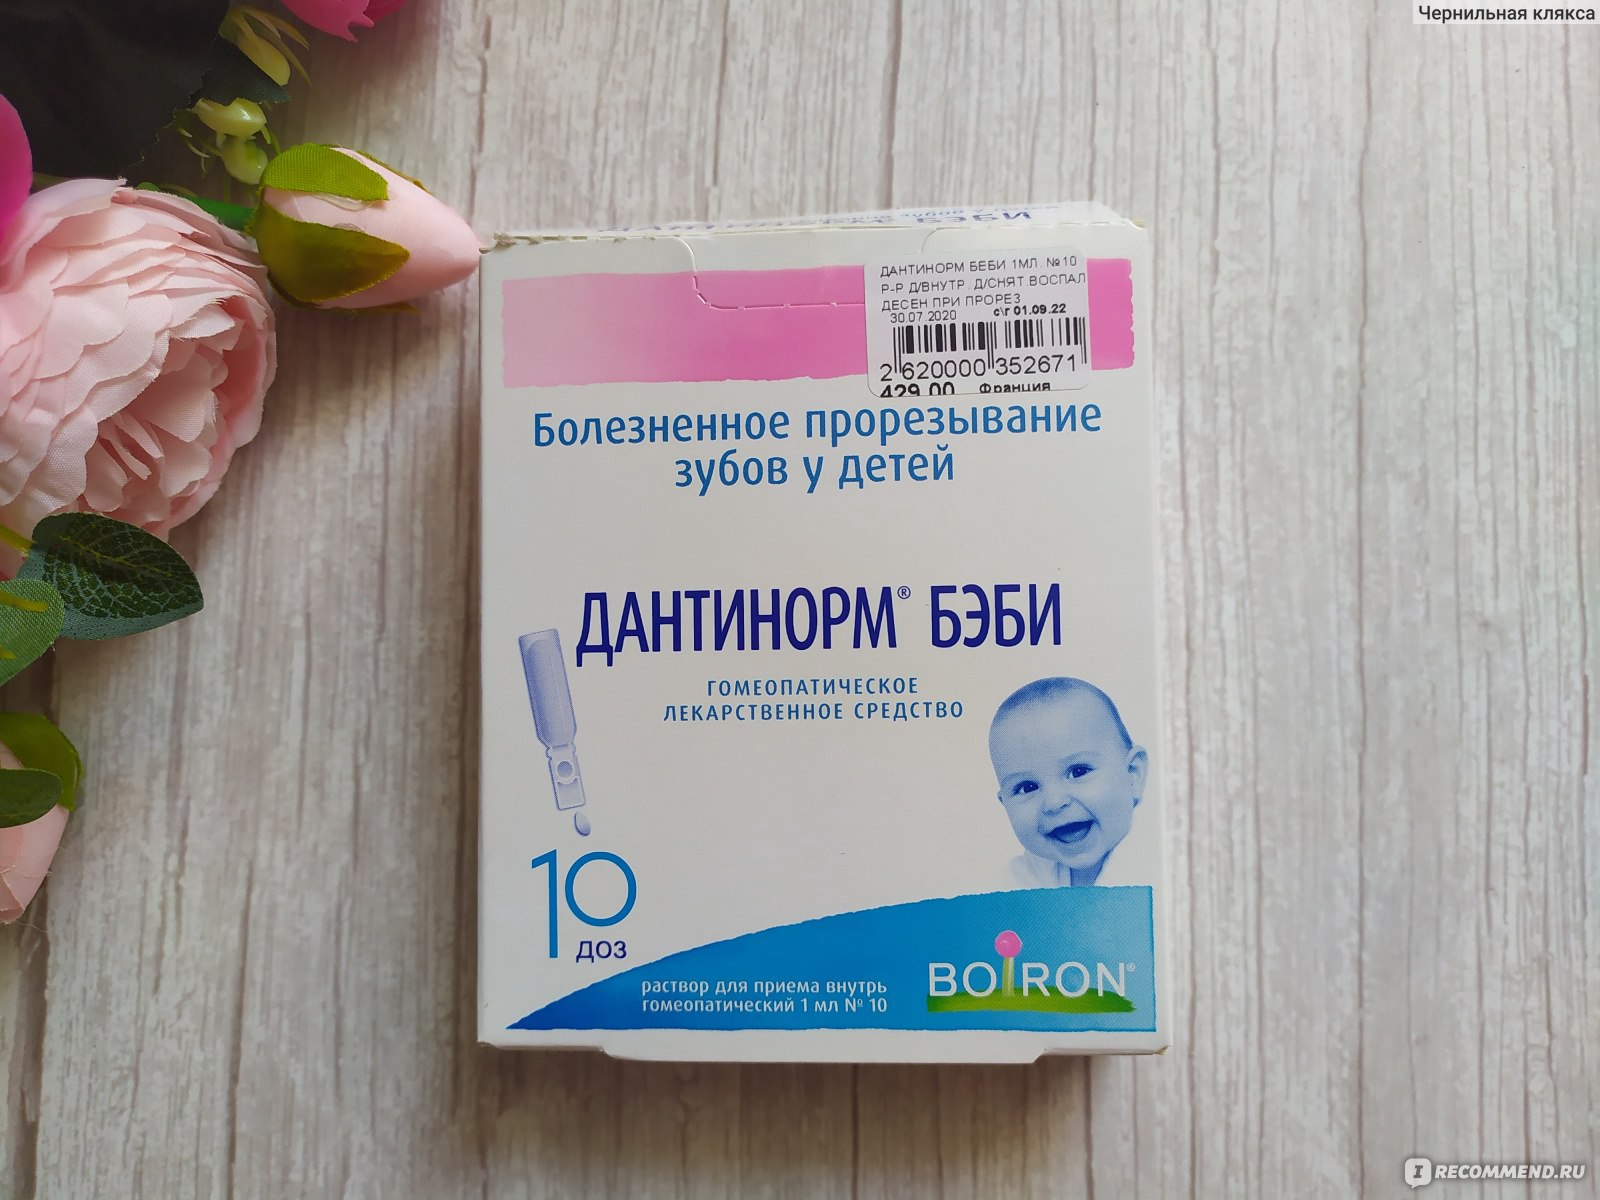 Чернильная клякса
БЭБИ
ДАНТИНОРМ БЕБИ 1МЛ. №10
Р-Р Д/ВНУТР. Д/СНЯТ.ВОСПАЛ
ДЕСЕН ПРИ ПРОРЕЗ
30.07.2020 с\г 01.09.22
2 620000 352671
429.00 Франция
Болезненное прорезывание
зубов у детей
ДАНТИНОРМ® БЭБИ
ГОМЕОПАТИЧЕСКОЕ
ЛЕКАРСТВЕННОЕ СРЕДСТВО
10
доз
раствор для приема внутрь
гомеопатический 1 мл № 10
BOIRON®
IRECOMMEND.RU